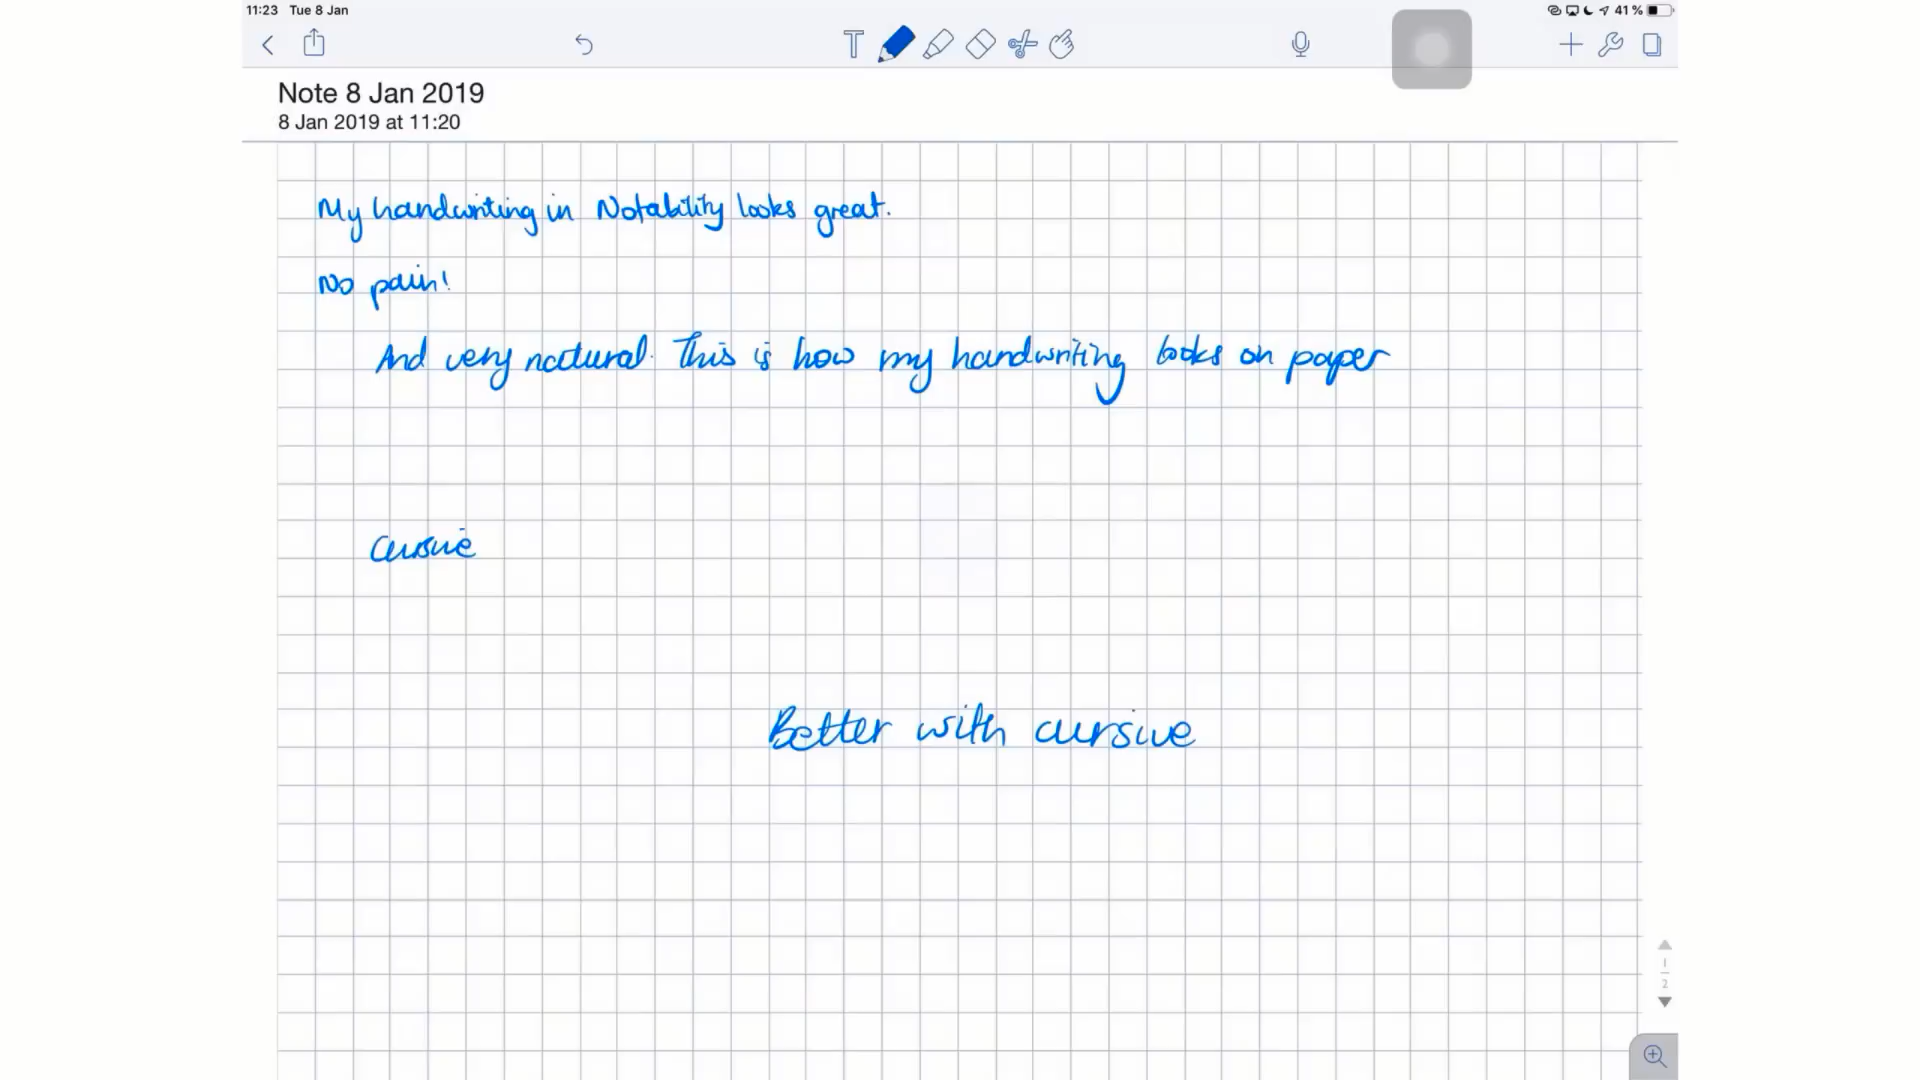 11:23 Tue 8 Jan 41%
T
Note 8 Jan 2019
8 Jan 2019 at 11:20
My handwriting in Notability looks great.
No pain!
And very natural. This is how my handwriting looks on paper
cursive
Better with cursive
1
2